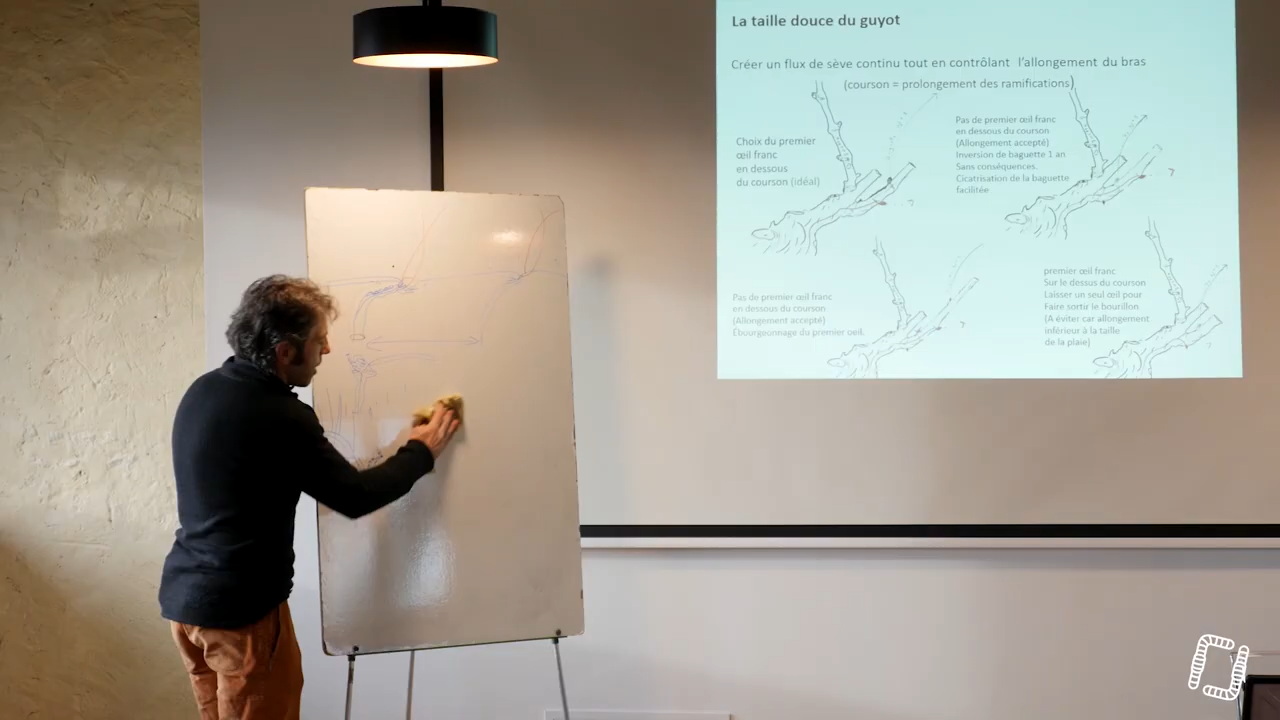 La taille douce du guyot
Créer un flux de sève continu tout en contrôlant l'allongement du bras
(courson = prolongement des ramifications)
Choix du premier
œil franc
en dessous
du courson (idéal)
Pas de premier œil franc
en dessous du courson
(Allongement accepté)
Inversion de baguette 1 an
Sans conséquences.
Cicatrisation de la baguette
facilitée
Pas de premier œil franc
en dessous du courson
(Allongement accepté)
Ébourgeonnage du premier oeil.
premier œil franc
Sur le dessus du courson
Laisser un seul œil pour
Faire sortir le bourillon
(A éviter car allongement
inférieur à la taille
de la plaie)